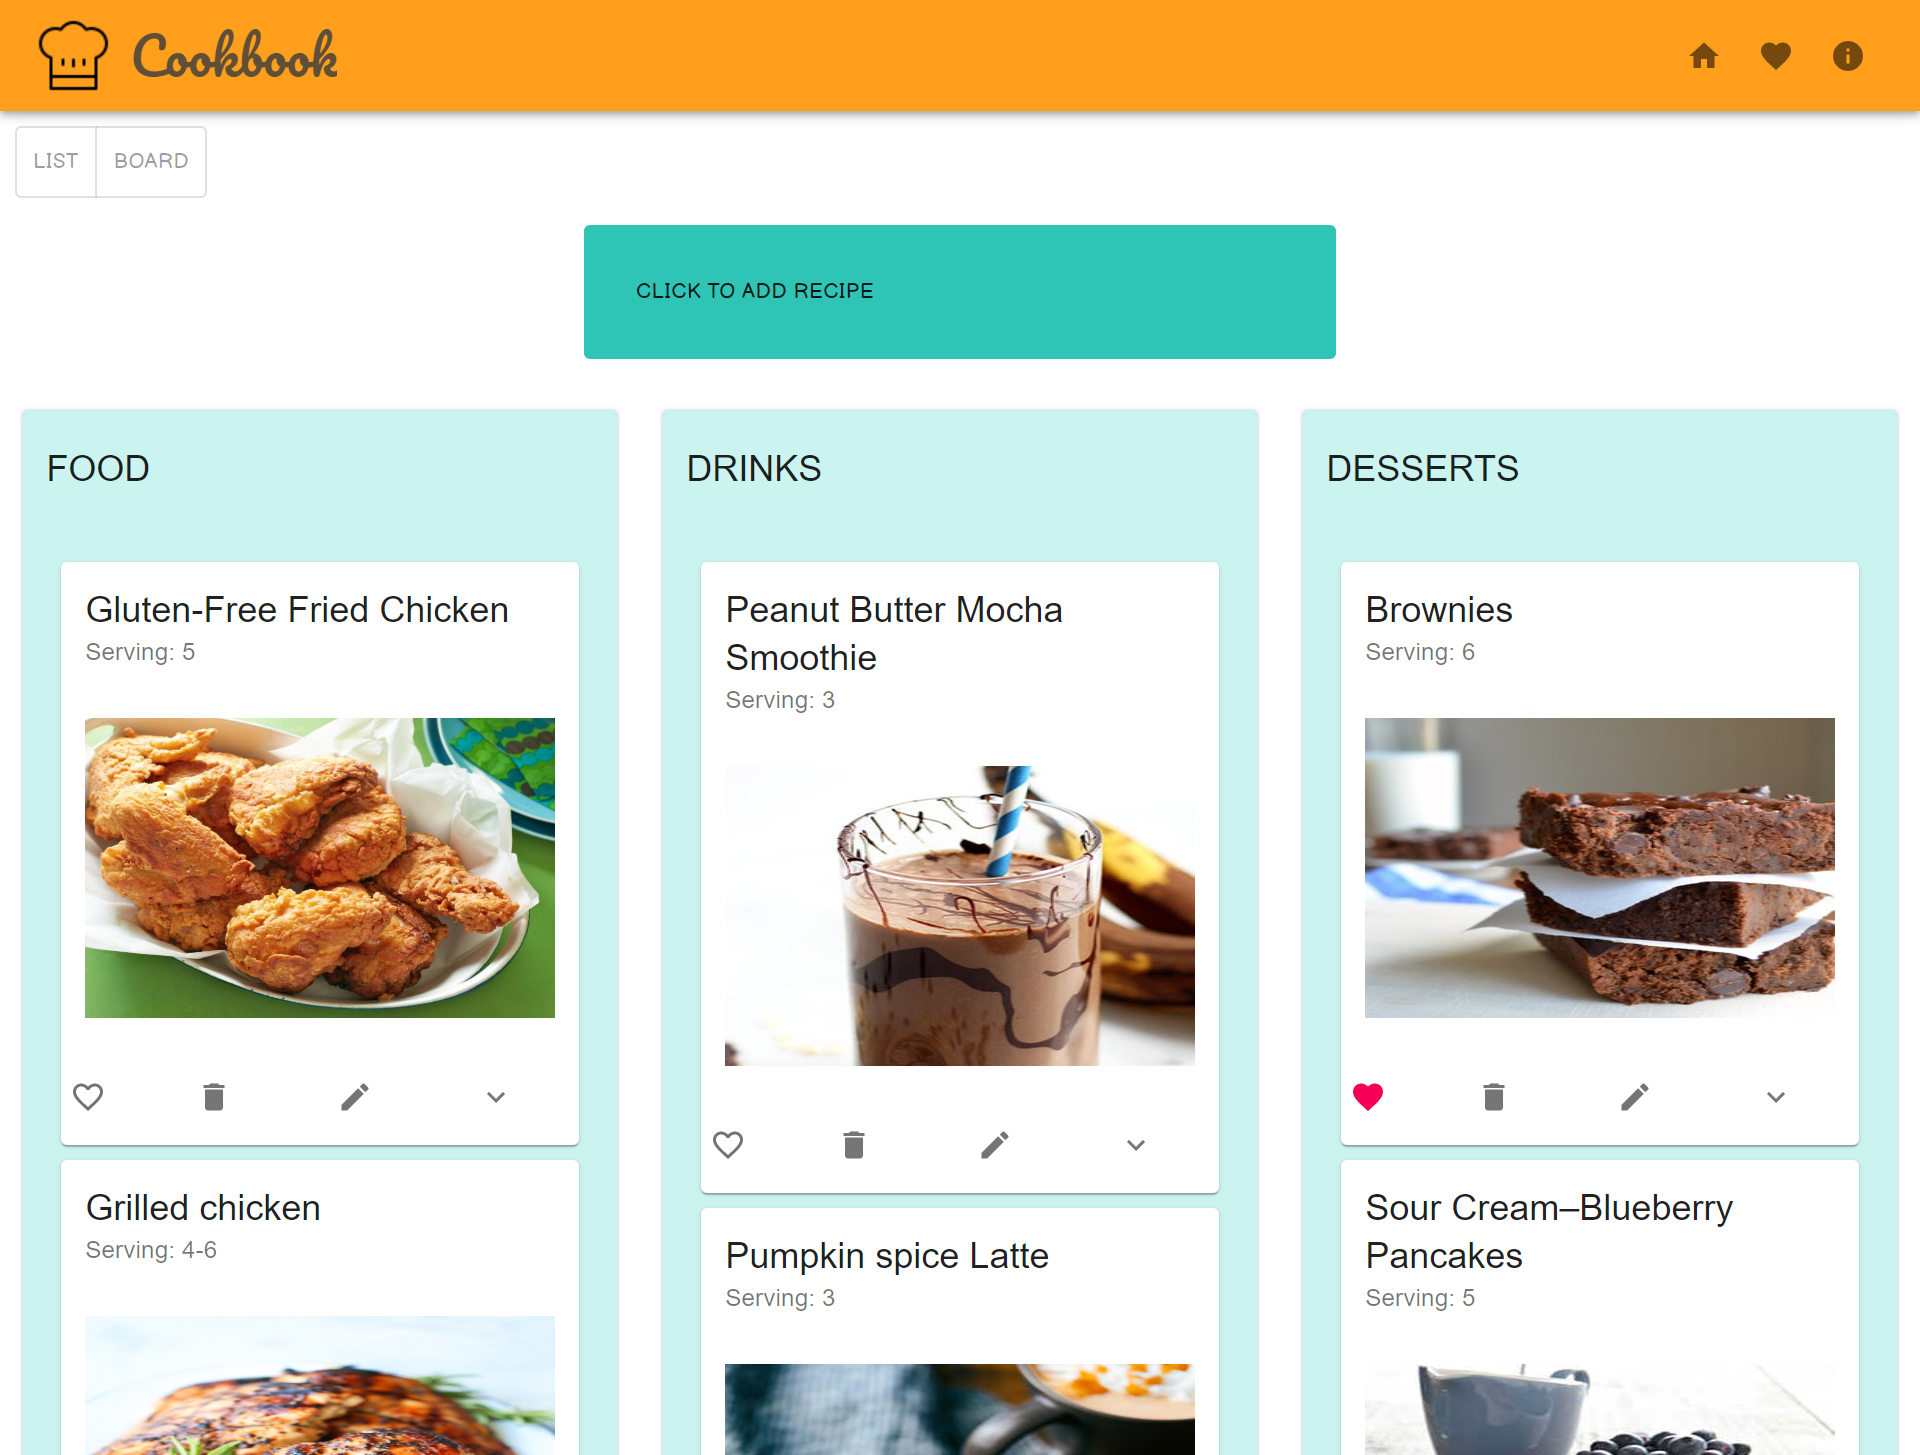 Cookbook
LIST
BOARD
CLICK TO ADD RECIPE
FOOD
Gluten-Free Fried Chicken
Serving: 5
Grilled chicken
Serving: 4-6
DRINKS
Peanut Butter Mocha
Smoothie
Serving: 3
Pumpkin spice Latte
Serving: 3
DESSERTS
Brownies
Serving: 6
Sour Cream–Blueberry
Pancakes
Serving: 5